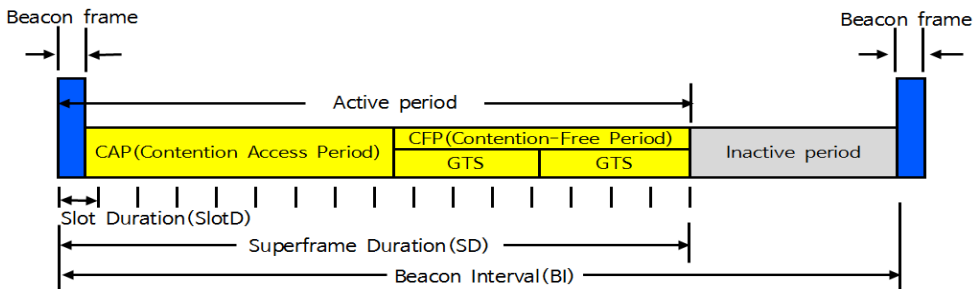 Beacon frame
Beacon frame
Active period
CAP(Contention Access Period)
CFP(Contention-Free Period)
GTS
GTS
Inactive period
Slot Duration(SlotD)
Superframe Duration(SD)
Beacon Interval(BI)